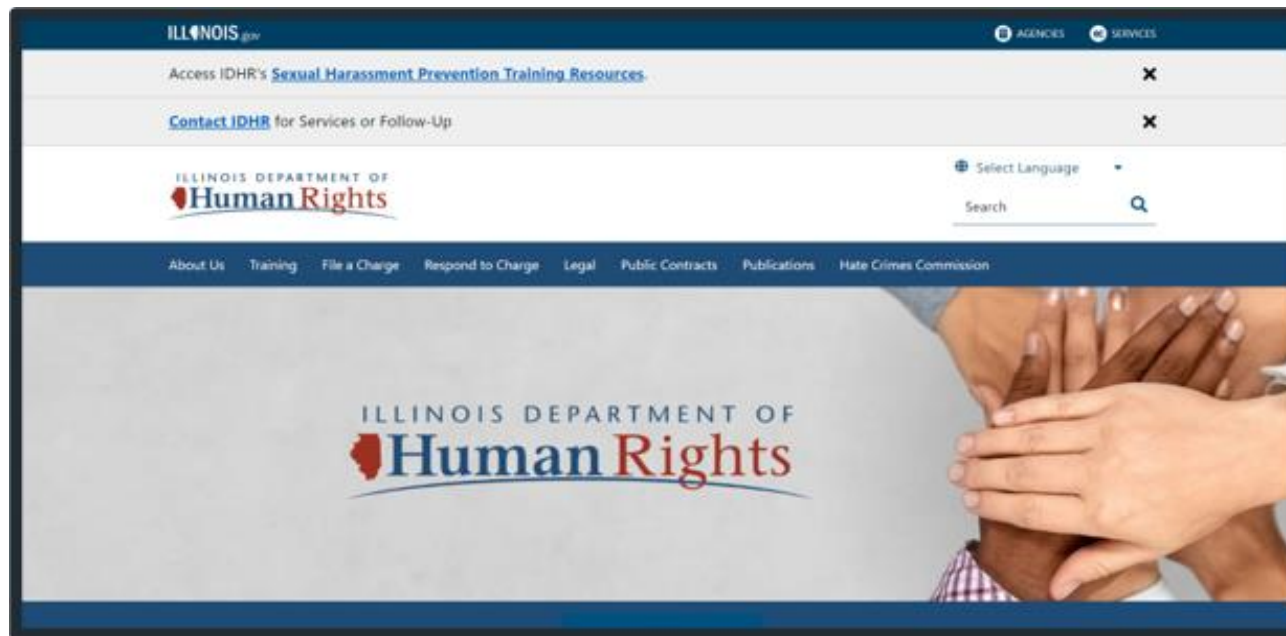 ILLINOIS.gov
AGENCIES SERVICES
Access IDHR's Sexual Harassment Prevention Training Resources.
Contact IDHR for Services or Follow-Up
ILLINOIS DEPARTMENT OF
Human Rights
Select Language
Search
About Us Training File a Charge Respond to Charge Legal Public Contracts Publications Hate Crimes Commission
ILLINOIS DEPARTMENT OF
Human Rights